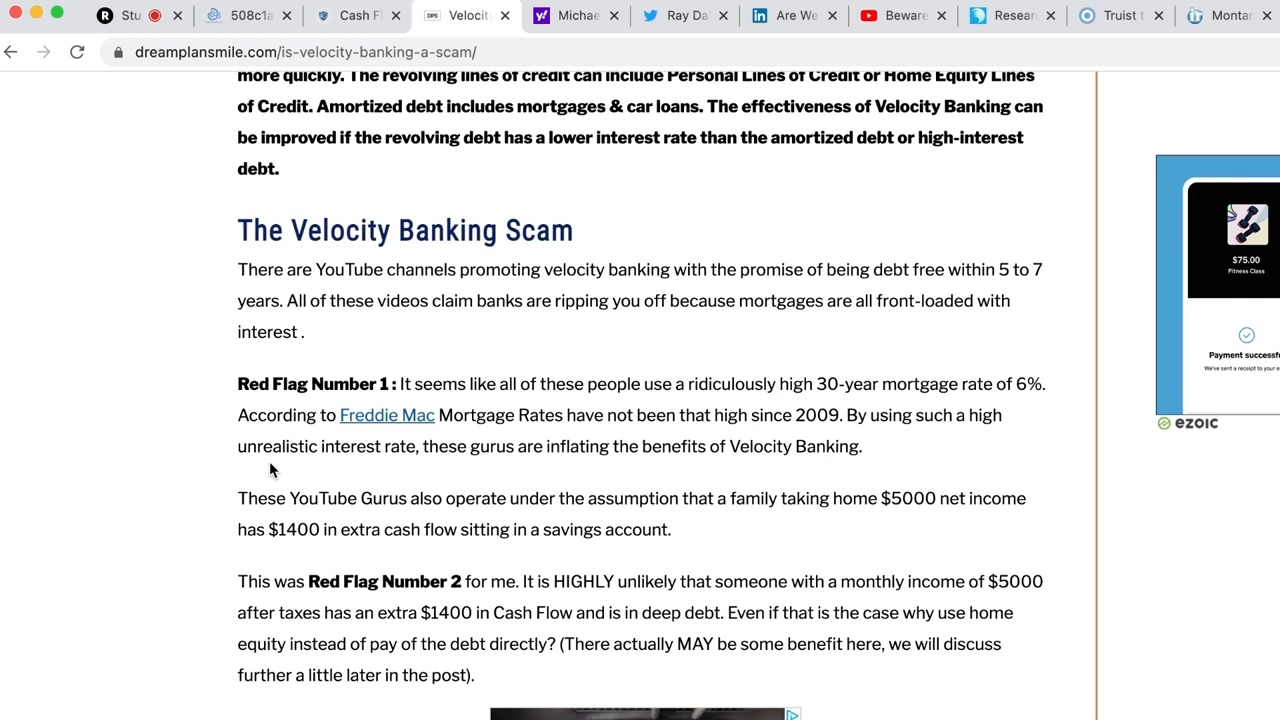 Stu
508c1a
Cash F
DPS
Velocity
Michae
Ray Da
Are We
Beware
Resear
Truist t
Montar
dreamplansmile.com/is-velocity-banking-a-scam/
more quickly. The revolving lines of credit can include Personal Lines of Credit or Home Equity Lines
of Credit. Amortized debt includes mortgages & car loans. The effectiveness of Velocity Banking can
be improved if the revolving debt has a lower interest rate than the amortized debt or high-interest
debt.
The Velocity Banking Scam
There are YouTube channels promoting velocity banking with the promise of being debt free within 5 to 7
years. All of these videos claim banks are ripping you off because mortgages are all front-loaded with
interest .
Red Flag Number 1 : It seems like all of these people use a ridiculously high 30-year mortgage rate of 6%.
According to Freddie Mac Mortgage Rates have not been that high since 2009. By using such a high
unrealistic interest rate, these gurus are inflating the benefits of Velocity Banking.
These YouTube Gurus also operate under the assumption that a family taking home $5000 net income
has $1400 in extra cash flow sitting in a savings account.
This was Red Flag Number 2 for me. It is HIGHLY unlikely that someone with a monthly income of $5000
after taxes has an extra $1400 in Cash Flow and is in deep debt. Even if that is the case why use home
equity instead of pay of the debt directly? (There actually MAY be some benefit here, we will discuss
further a little later in the post).
$75.00
Fitness Class
Payment successf
We've sent a receipt to your e
ezoic